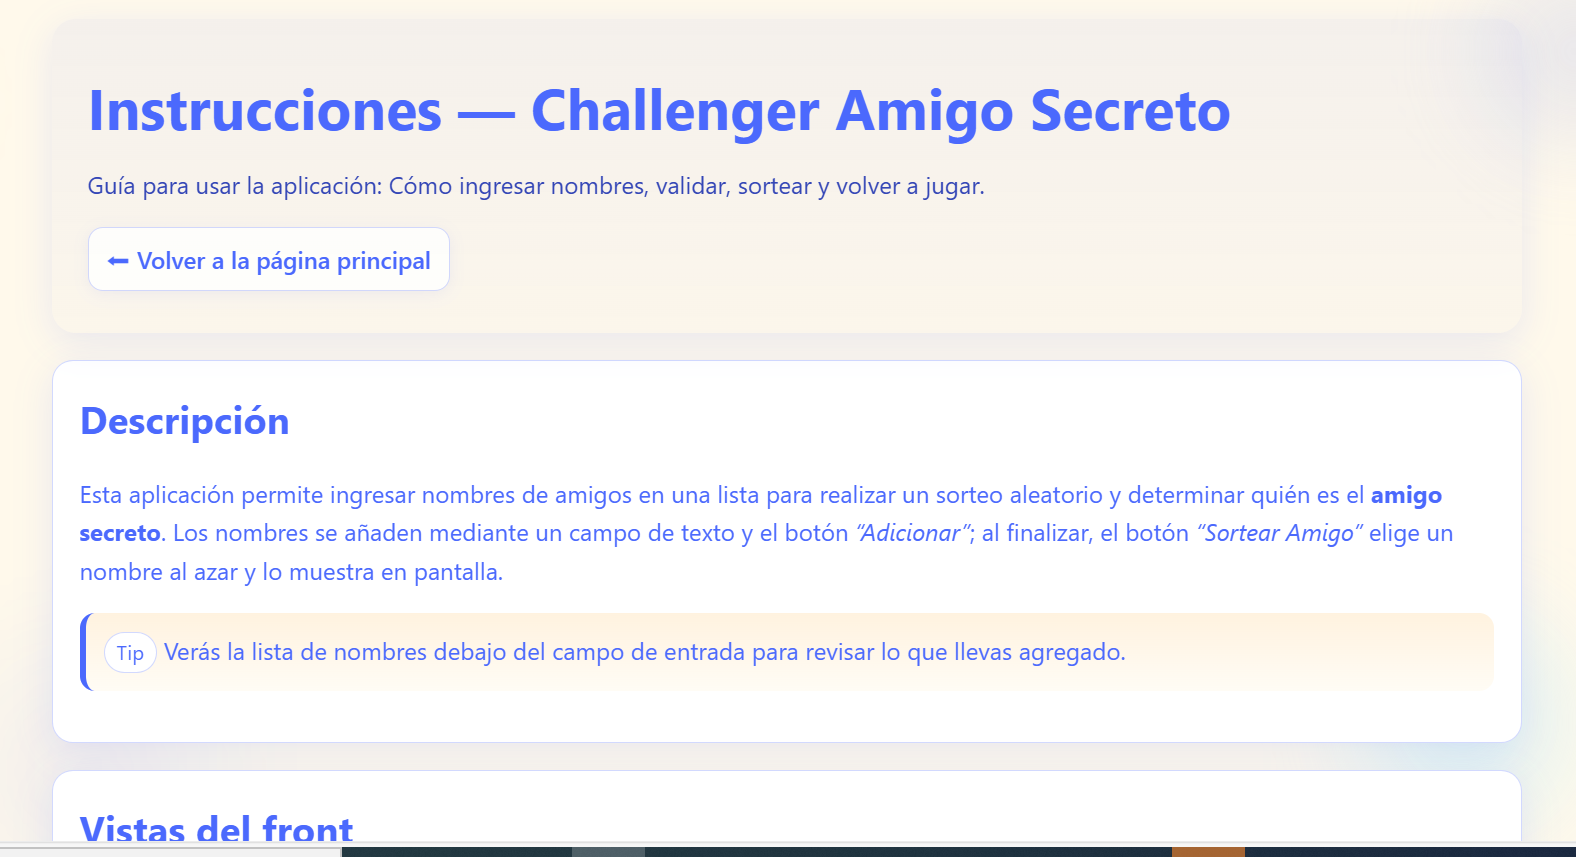 Instrucciones — Challenger Amigo Secreto
Guía para usar la aplicación: Cómo ingresar nombres, validar, sortear y volver a jugar.
⬅ Volver a la página principal
Descripción
Esta aplicación permite ingresar nombres de amigos en una lista para realizar un sorteo aleatorio y determinar quién es el amigo
secreto. Los nombres se añaden mediante un campo de texto y el botón “Adicionar”; al finalizar, el botón “Sortear Amigo” elige un
nombre al azar y lo muestra en pantalla.
Tip Verás la lista de nombres debajo del campo de entrada para revisar lo que llevas agregado.
Vistas del front